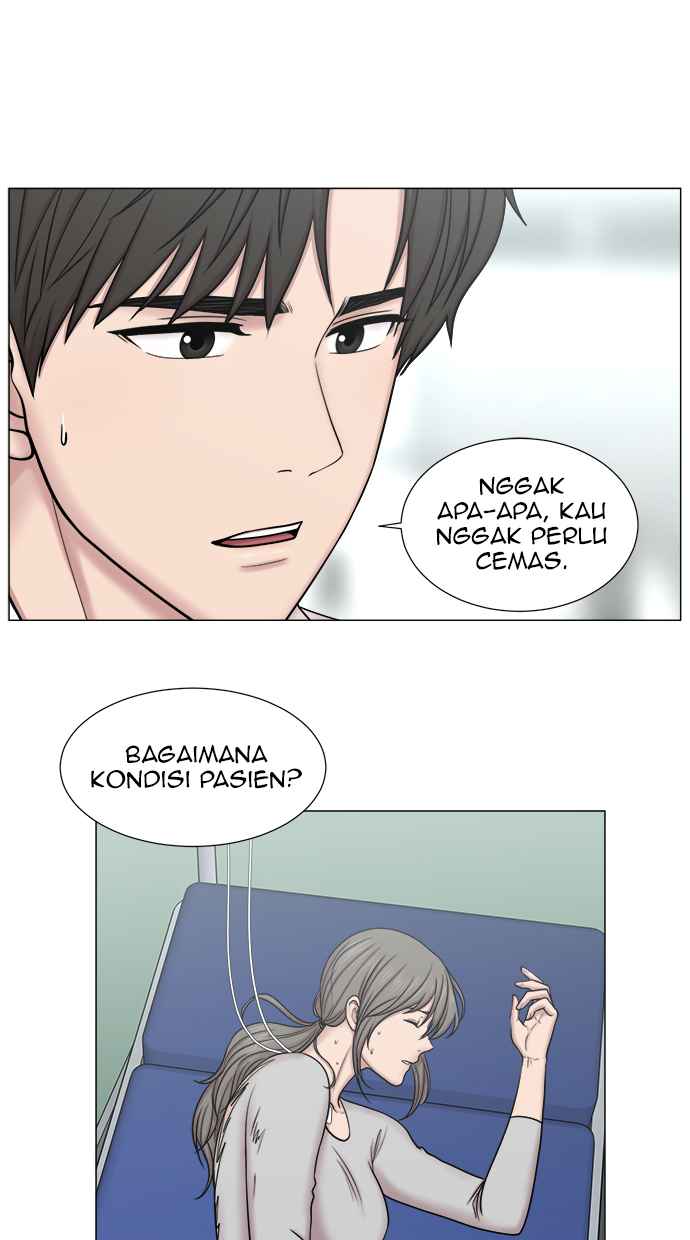 NGGAK
APA-APA, KAU
NGGAK PERLU
CEMAS.
BAGAIMANA
KONDISI PASIEN?